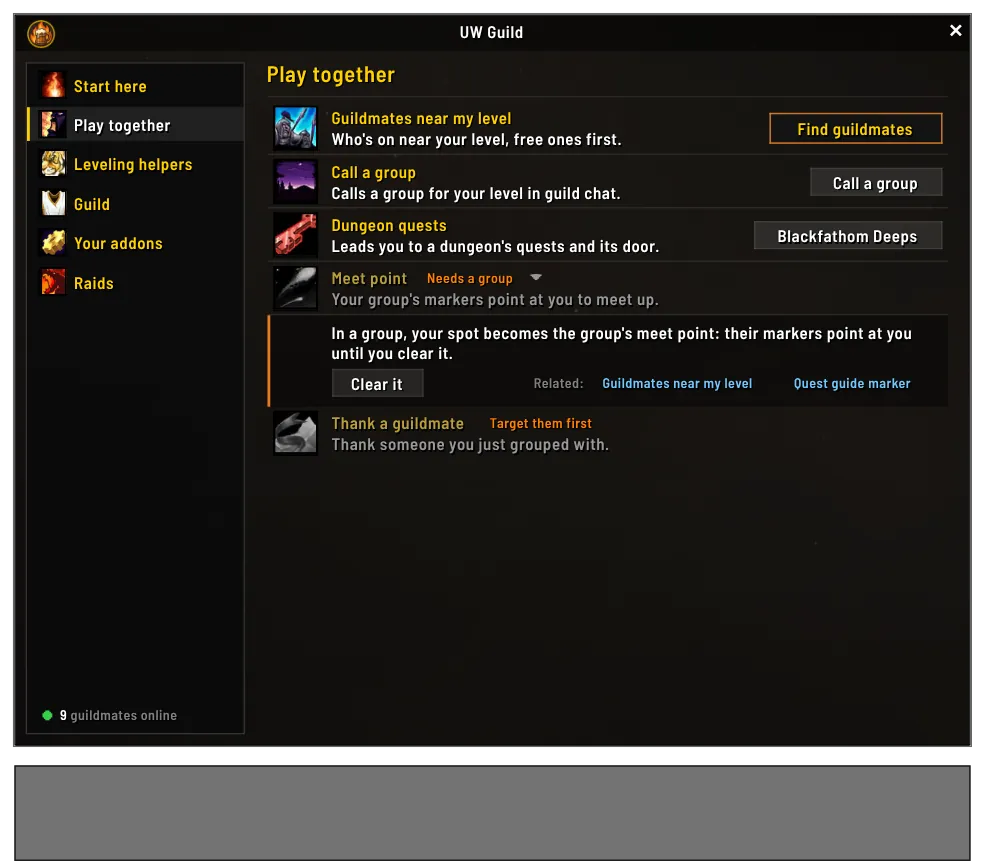 UW Guild
Start here
Play together
Leveling helpers
Guild
Your addons
Raids
9 guildmates online
Play together
Guildmates near my level
Who's on near your level, free ones first.
Find guildmates
Call a group
Calls a group for your level in guild chat.
Call a group
Dungeon quests
Leads you to a dungeon's quests and its door.
Blackfathom Deeps
Meet point Needs a group
Your group's markers point at you to meet up.
In a group, your spot becomes the group's meet point: their markers point at you
until you clear it.
Clear it Related: Guildmates near my level Quest guide marker
Thank a guildmate Target them first
Thank someone you just grouped with.